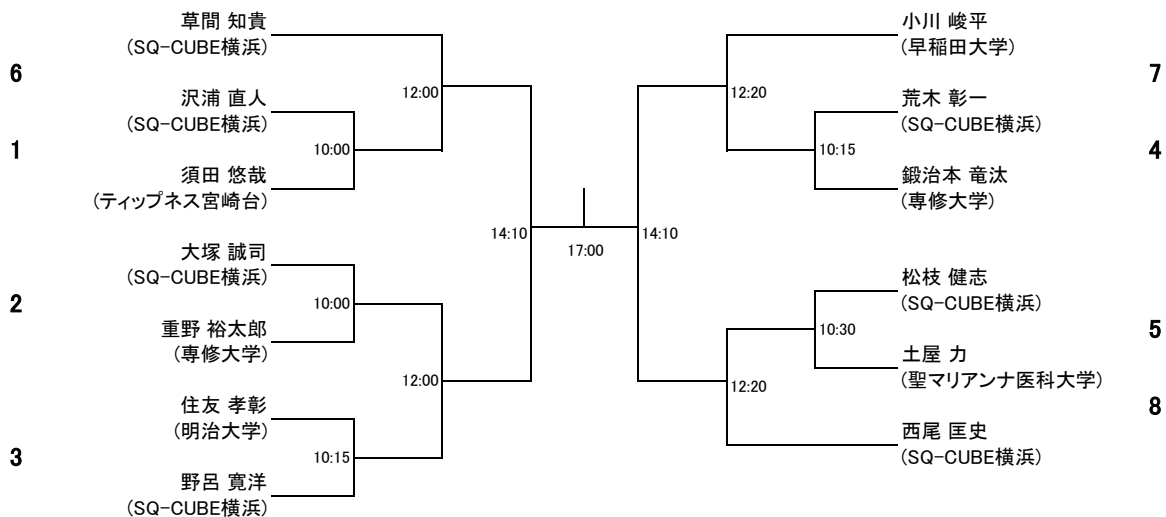 草間 知貴
(SQ-CUBE横浜)
6
12:00
沢浦 直人
(SQ-CUBE横浜)
1
10:00
須田 悠哉
(ティップネス宮崎台)
14:10
大塚 誠司
(SQ-CUBE横浜)
2
10:00
重野 裕太郎
(専修大学)
12:00
住友 孝彰
(明治大学)
3
10:15
野呂 寛洋
(SQ-CUBE横浜)
17:00
小川 峻平
(早稲田大学)
7
12:20
荒木 彰一
(SQ-CUBE横浜)
10:15
4
鍛治本 竜汰
(専修大学)
14:10
松枝 健志
(SQ-CUBE横浜)
10:30
5
土屋 力
(聖マリアンナ医科大学)
12:20
8
西尾 匡史
(SQ-CUBE横浜)